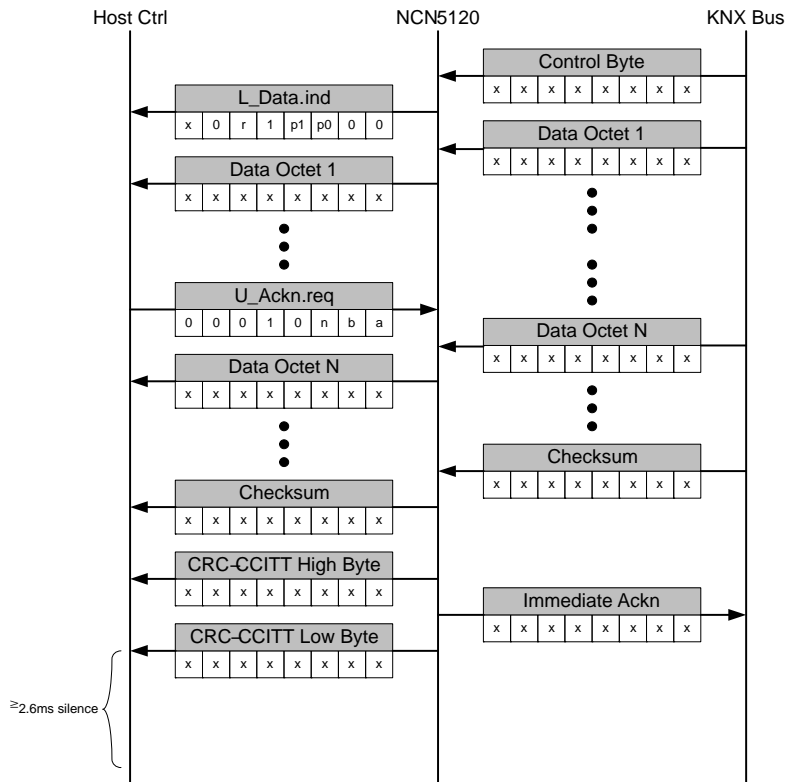 Host Ctrl NCN5120 KNX Bus
Control Byte
x x x x x x x x
L_Data.ind
x 0 r 1 p1 p0 0 0
Data Octet 1
x x x x x x x x
Data Octet 1
x x x x x x x x
U_Ackn.req
0 0 0 1 0 n b a
Data Octet N
x x x x x x x x
Data Octet N
x x x x x x x x
Checksum
x x x x x x x x
Checksum
x x x x x x x x
CRC-CCITT High Byte
x x x x x x x x
Immediate Ackn
x x x x x x x x
CRC-CCITT Low Byte
x x x x x x x x
≥2.6ms silence